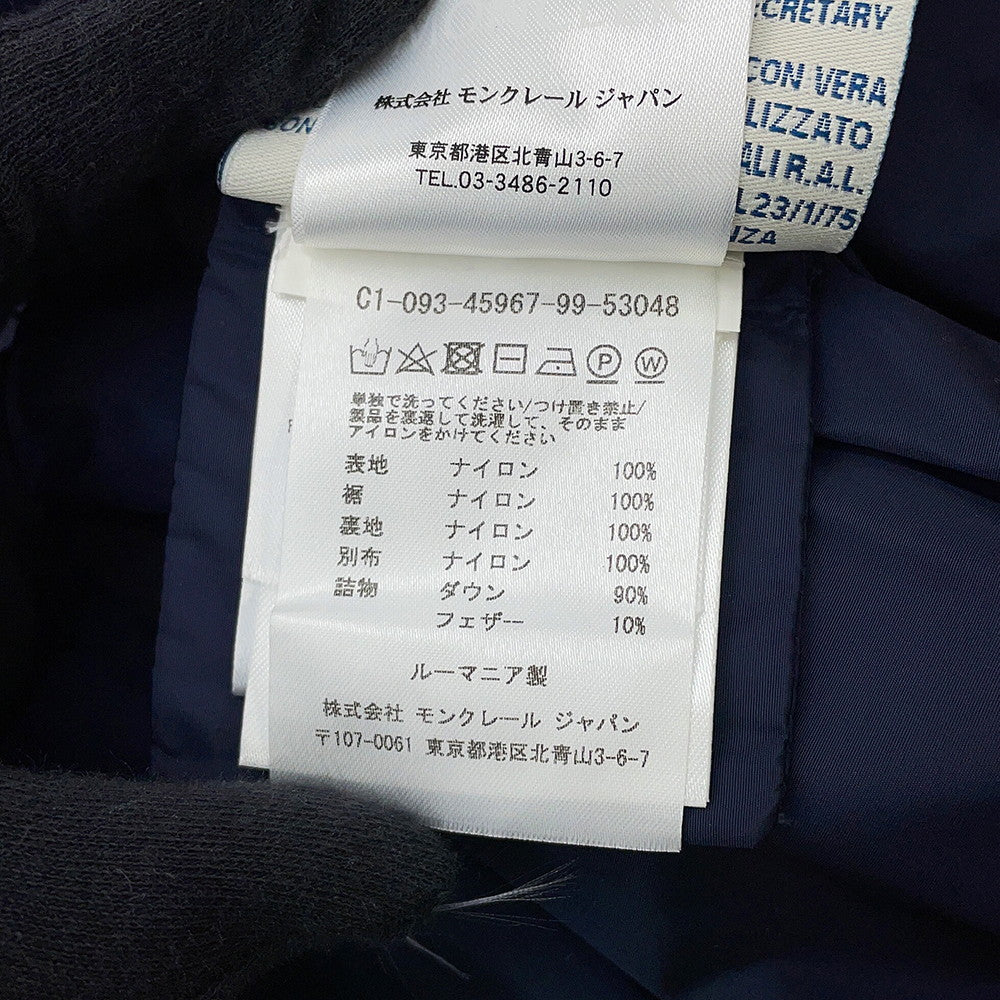 CRETARY
CON VERA
LIZZATO
ALI R.A.L.
23/1/75
NZA
SON
株式会社 モンクレール ジャパン
東京都港区北青山3-6-7
TEL.03-3486-2110
C1-093-45967-99-53048
P W
単独で洗ってください/つけ置き禁止/
製品を裏返して洗濯して、そのまま
アイロンをかけてください
表地 ナイロン 100%
裾 ナイロン 100%
裏地 ナイロン 100%
別布 ナイロン 100%
詰物 ダウン 90%
フェザー 10%
ルーマニア製
株式会社 モンクレール ジャパン
〒107-0061 東京都港区北青山3-6-7